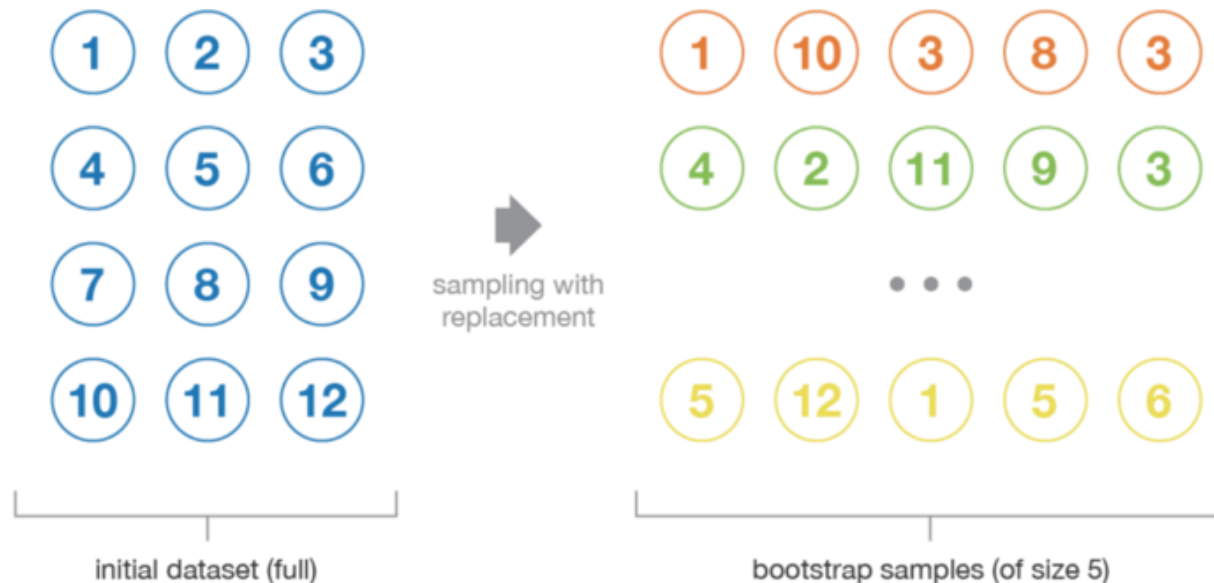 1 2 3
1 10 3 8 3
4 5 6
4 2 11 9 3
sampling with
replacement
7 8 9
10 11 12
5 12 1 5 6
initial dataset (full)
bootstrap samples (of size 5)